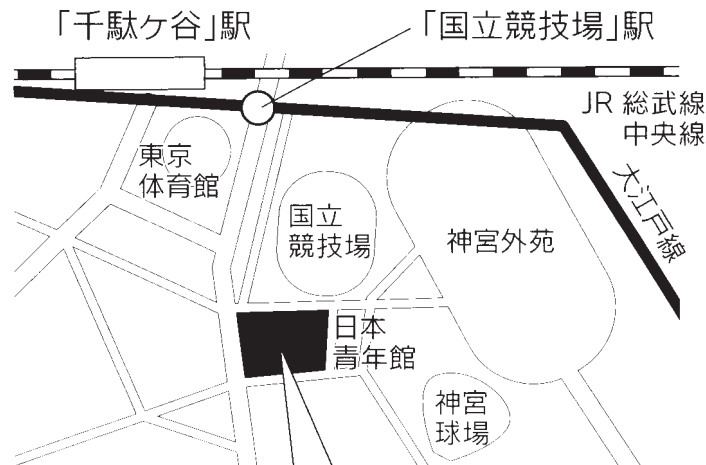 「千駄ケ谷」駅
「国立競技場」駅
JR 総武線
中央線
大江戸線
東京
体育館
国立
競技場
神宮外苑
日本
青年館
神宮
球場